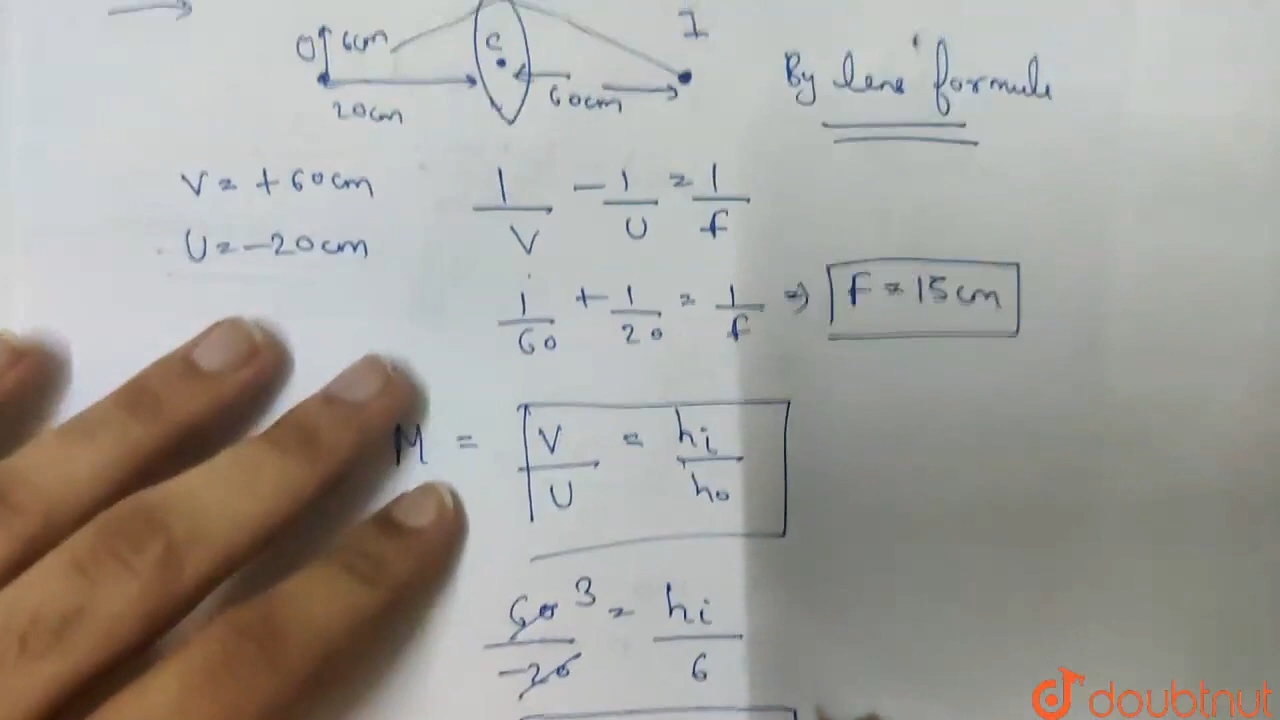 O 6cm
C
I
20cm
60cm
By lens formula
V = +60cm
U = -20cm
1/V - 1/U = 1/f
1/60 + 1/20 = 1/f ⇒ F = 15cm
M = V/U = hi/ho
60/-20 3 = hi/6
doubtnut